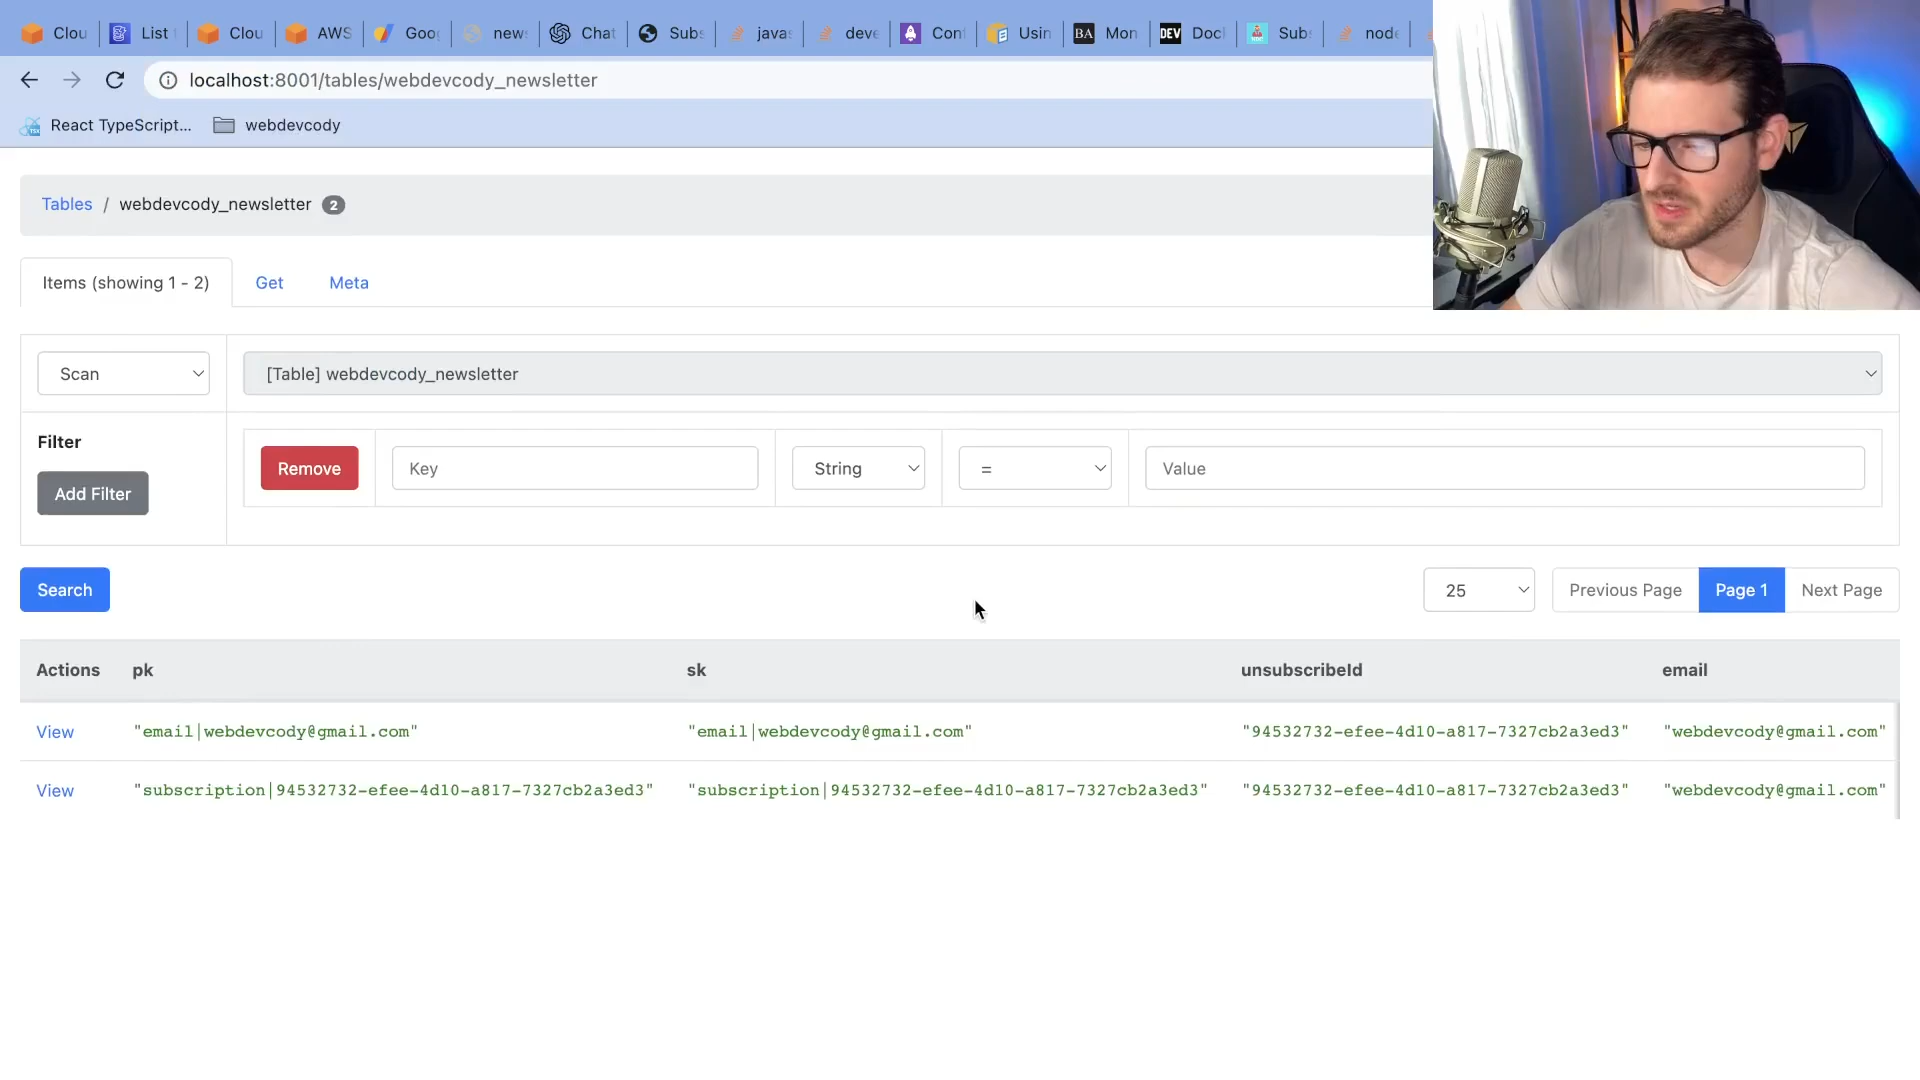 Clou
List
Clou
AWS
Goo
new
Chat
Subs
java
deve
Con
BA
Mon
DEV
Doc
Subs
node
localhost:8001/tables/webdevcody_newsletter
React TypeScript...
webdevcody
Tables / webdevcody_newsletter 2
Items (showing 1 - 2)
Get
Meta
Scan
[Table] webdevcody_newsletter
Filter
Add Filter
Remove
Key
String
=
Value
Search
25
Previous Page
Page 1
Next Page
Actions pk sk unsubscribeId email
View "email|webdevcody@gmail.com" "email|webdevcody@gmail.com" "94532732-efee-4d10-a817-7327cb2a3ed3" "webdevcody@gmail.com"
View "subscription|94532732-efee-4d10-a817-7327cb2a3ed3" "subscription|94532732-efee-4d10-a817-7327cb2a3ed3" "94532732-efee-4d10-a817-7327cb2a3ed3" "webdevcody@gmail.com"